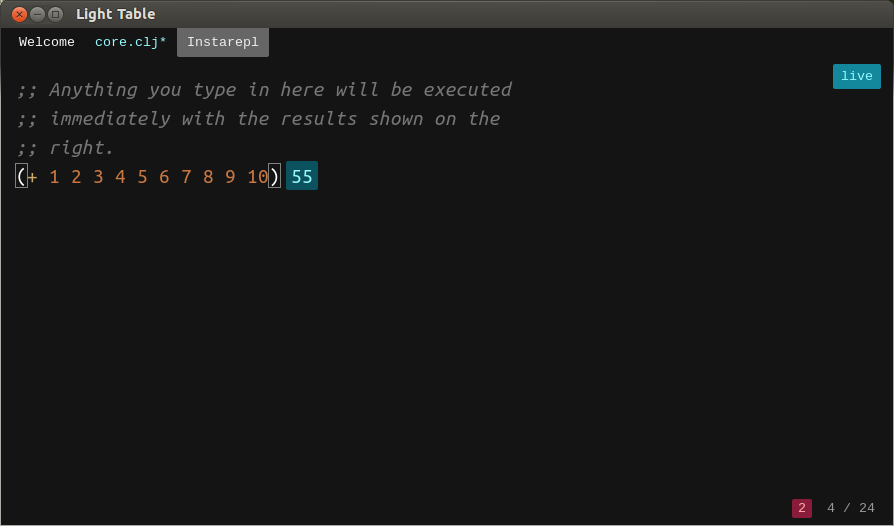 Light Table
Welcome core.clj* Instarepl
live
;; Anything you type in here will be executed
;; immediately with the results shown on the
;; right.
(+ 1 2 3 4 5 6 7 8 9 10) 55
2 4 / 24